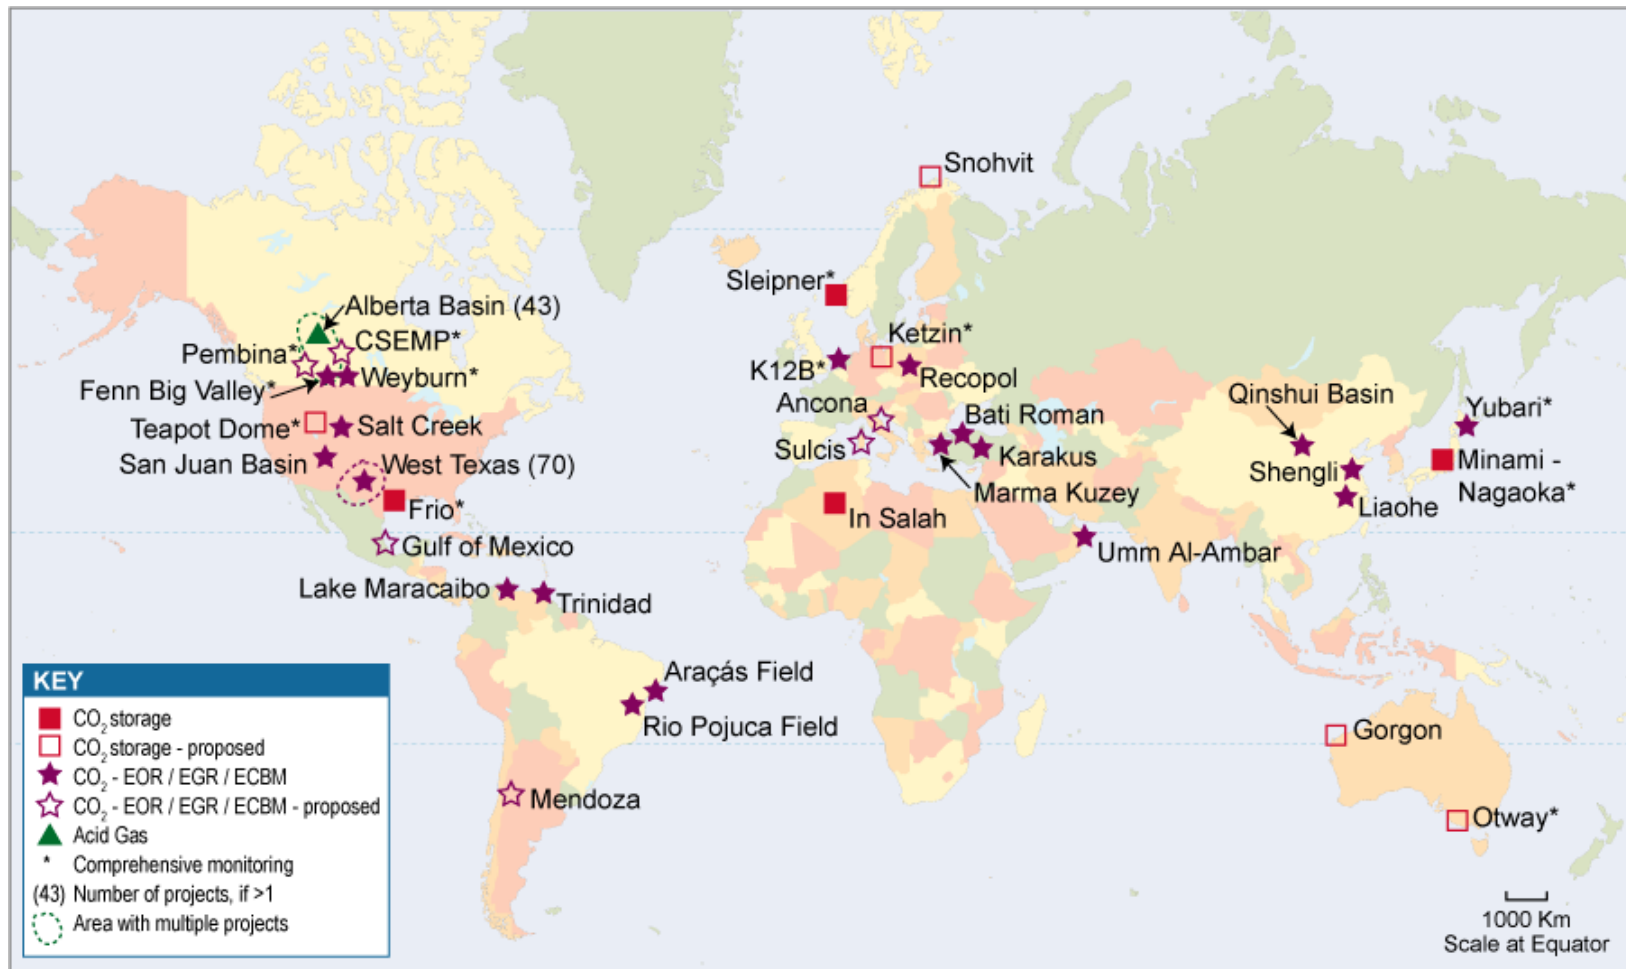 Snohvit
Sleipner*
Alberta Basin (43)
CSEMP*
Pembina*
Fenn Big Valley*
Weyburn*
Teapot Dome*
Salt Creek
San Juan Basin
West Texas (70)
Frio*
Gulf of Mexico
Lake Maracaibo
Trinidad
Araçás Field
Rio Pojuca Field
Mendoza
Ketzin*
K12B*
Recopol
Ancona
Bati Roman
Sulcis
Karakus
Marma Kuzey
In Salah
Umm Al-Ambar
Qinshui Basin
Yubari*
Shengli
Liaohe
Minami -
Nagaoka*
Gorgon
Otway*
KEY
CO₂ storage
CO₂ storage - proposed
CO₂ - EOR / EGR / ECBM
CO₂ - EOR / EGR / ECBM - proposed
Acid Gas
* Comprehensive monitoring
(43) Number of projects, if >1
Area with multiple projects
1000 Km
Scale at Equator